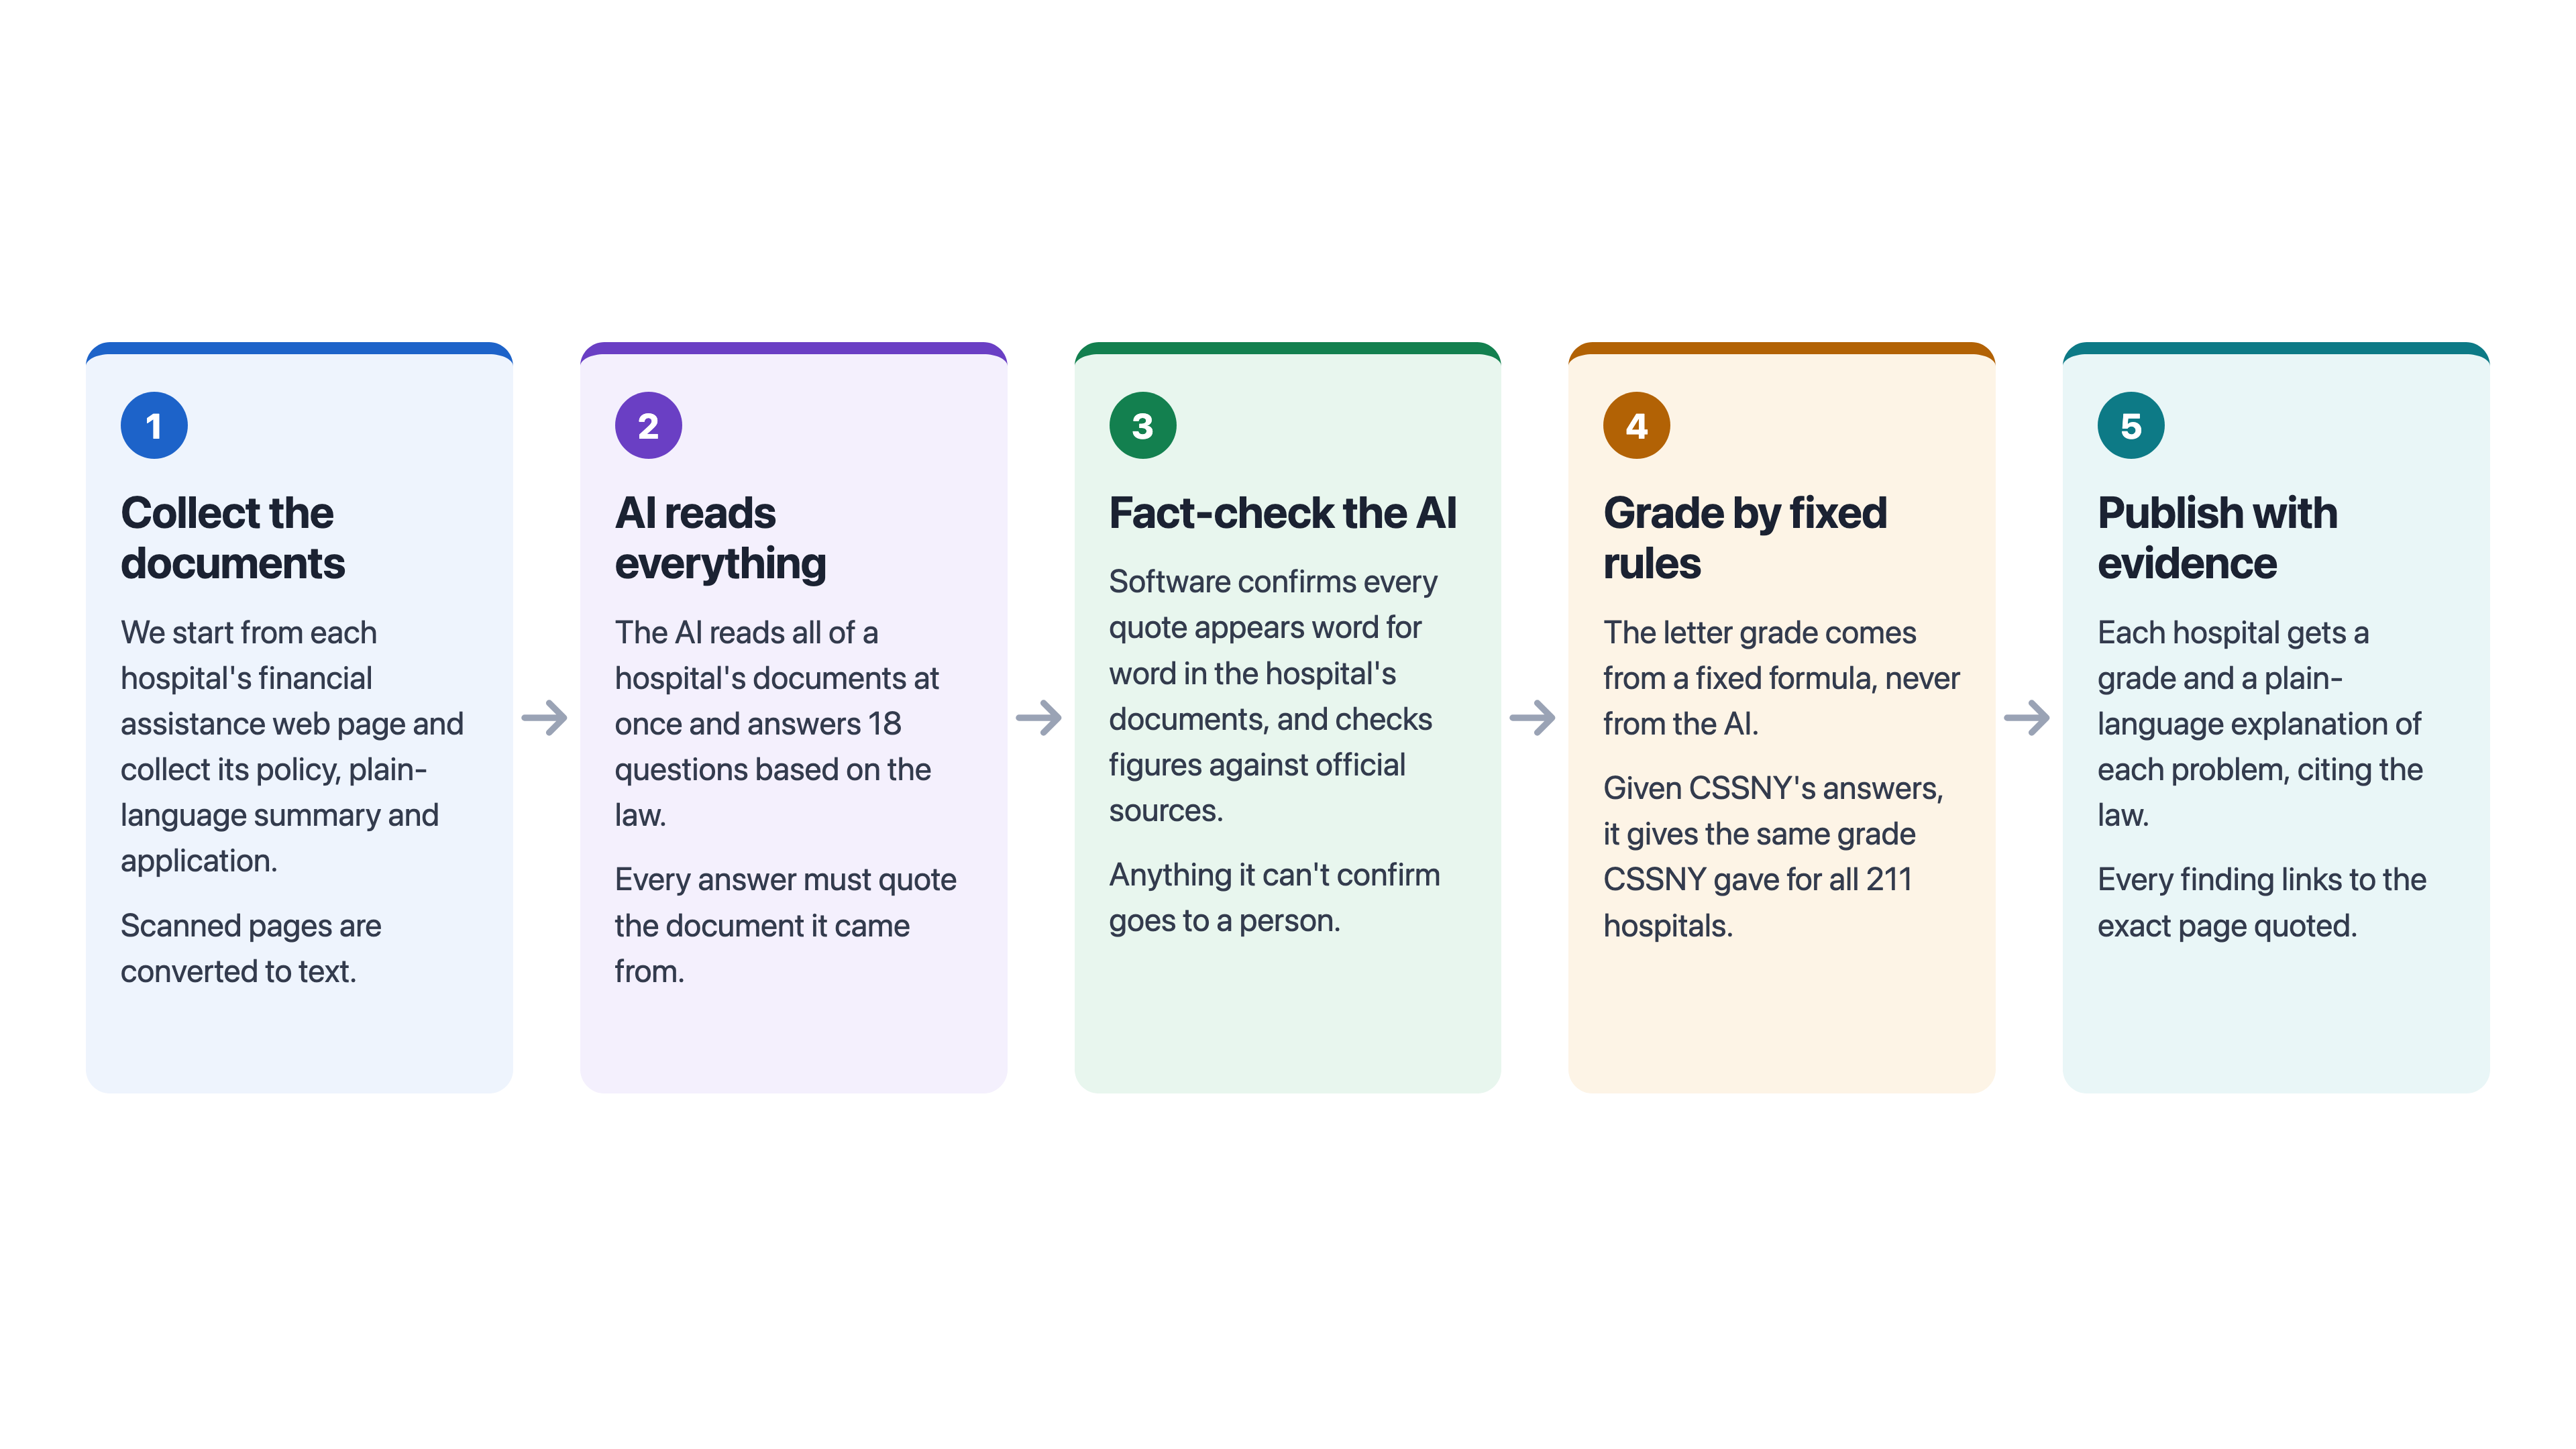 1
Collect the
documents
We start from each
hospital's financial
assistance web page and
collect its policy, plain-
language summary and
application.
Scanned pages are
converted to text.
2
AI reads
everything
The AI reads all of a
hospital's documents at
once and answers 18
questions based on the
law.
Every answer must quote
the document it came
from.
3
Fact-check the AI
Software confirms every
quote appears word for
word in the hospital's
documents, and checks
figures against official
sources.
Anything it can't confirm
goes to a person.
4
Grade by fixed
rules
The letter grade comes
from a fixed formula, never
from the AI.
Given CSSNY's answers,
it gives the same grade
CSSNY gave for all 211
hospitals.
5
Publish with
evidence
Each hospital gets a
grade and a plain-
language explanation of
each problem, citing the
law.
Every finding links to the
exact page quoted.